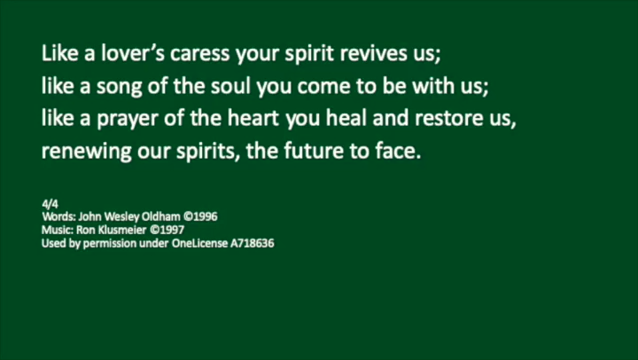 Like a lover’s caress your spirit revives us;
like a song of the soul you come to be with us;
like a prayer of the heart you heal and restore us,
renewing our spirits, the future to face.
4/4
Words: John Wesley Oldham ©1996
Music: Ron Klusmeier ©1997
Used by permission under OneLicense A718636